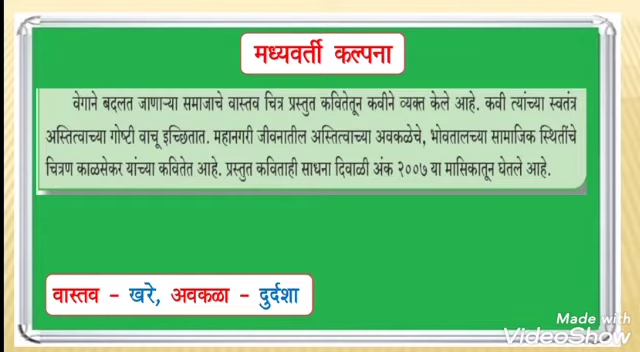 मध्यवर्ती कल्पना
वेगाने बदलत जाणाऱ्या समाजाचे वास्तव चित्र प्रस्तुत कवितेतून कवीने व्यक्त केले आहे. कवी त्यांच्या स्वतंत्र
अस्तित्वाच्या गोष्टी वाचू इच्छितात. महानगरी जीवनातील अस्तित्वाच्या अवकळेचे, भोवतालच्या सामाजिक स्थितींचे
चित्रण काळसेकर यांच्या कवितेत आहे. प्रस्तुत कविताही साधना दिवाळी अंक २००७ या मासिकातून घेतले आहे.
वास्तव - खरे, अवकळा - दुर्दशा
Made with
VideoShow